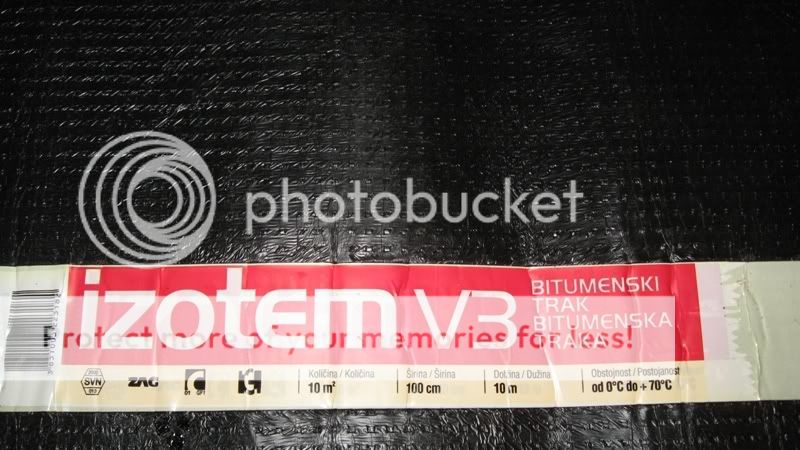 photobucket
izotem V3
BITUMENSKI
TRAK
BITUMENSKA
TRAKA
Protect more of your memories for less!
SVN
ZAG
Količina / Količina
10 m²
Širina / Širina
100 cm
Dolžina / Dužina
10 m
Obstojnost / Postojanost
od 0°C do + 70°C